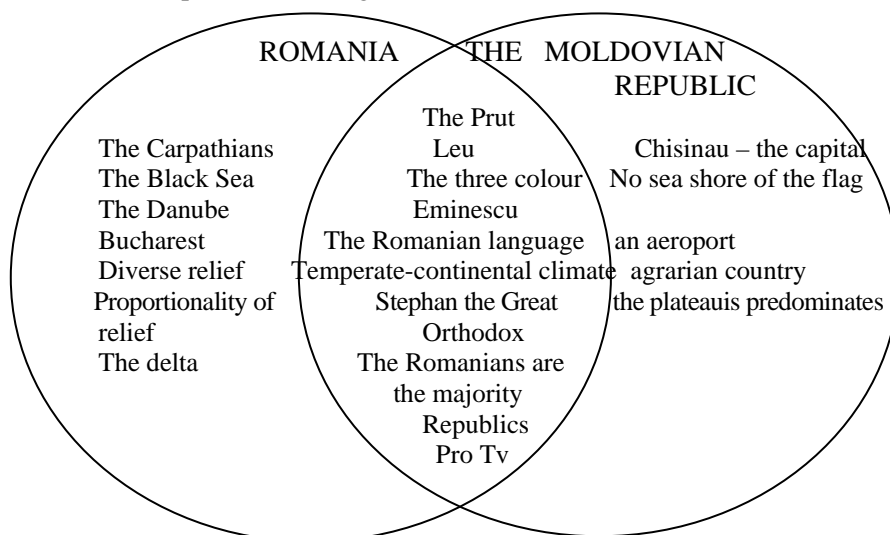 ROMANIA THE MOLDOVIAN
REPUBLIC
The Prut
The Carpathians Leu Chisinau – the capital
The Black Sea The three colour No sea shore of the flag
The Danube Eminescu
Bucharest The Romanian language an aeroport
Diverse relief Temperate-continental climate agrarian country
Proportionality of Stephan the Great the plateauis predominates
relief Orthodox
The delta The Romanians are
the majority
Republics
Pro Tv